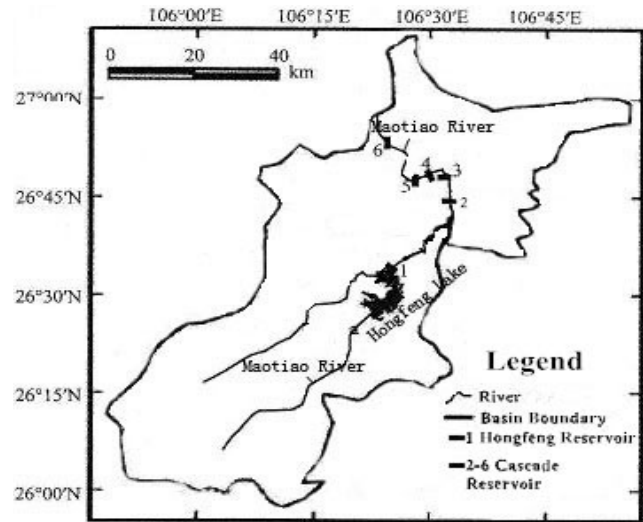 106°0'E 106°15'E 106°30'E 106°45'E
0 20 40
km
27°00'N
Maotiao River
6
4 3
5
26°45'N
2
1
26°30'N
Hongfeng Lake
Maotiao River
26°15'N
26°00'N
Legend
River
Basin Boundary
1 Hongfeng Reservoir
2-6 Cascade
Reservoir